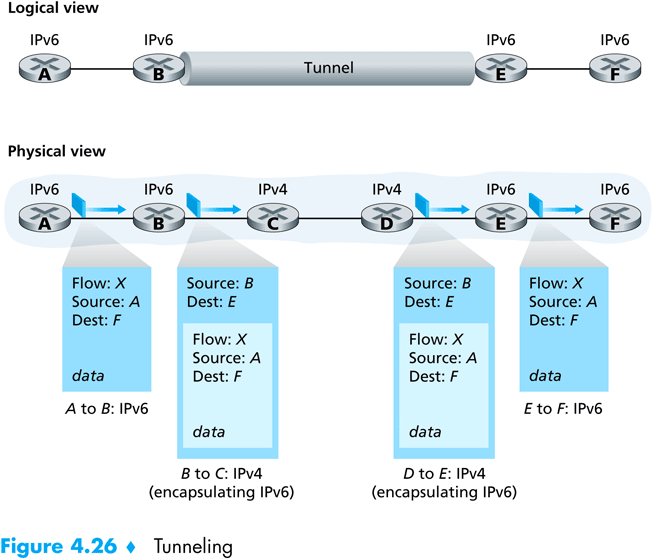 Logical view
IPv6 IPv6 IPv6 IPv6
A B Tunnel E F
Physical view
IPv6 IPv6 IPv4 IPv4 IPv6 IPv6
A B C D E F
Flow: X
Source: A
Dest: F
data
A to B: IPv6
Source: B
Dest: E
Flow: X
Source: A
Dest: F
data
B to C: IPv4
(encapsulating IPv6)
Source: B
Dest: E
Flow: X
Source: A
Dest: F
data
D to E: IPv4
(encapsulating IPv6)
Flow: X
Source: A
Dest: F
data
E to F: IPv6
Figure 4.26 ♦ Tunneling